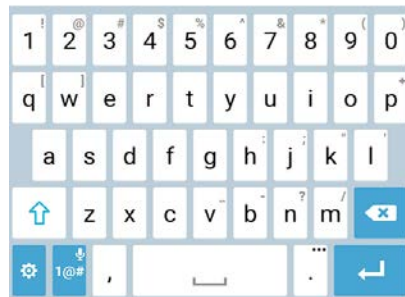 ! @ # $ % ^ & * ( )
1 2 3 4 5 6 7 8 9 0
[ ]
q w e r t y u i o p
: ; " '
a s d f g h j k l
_ - ? /
z x c v b n m
1@# , ... .